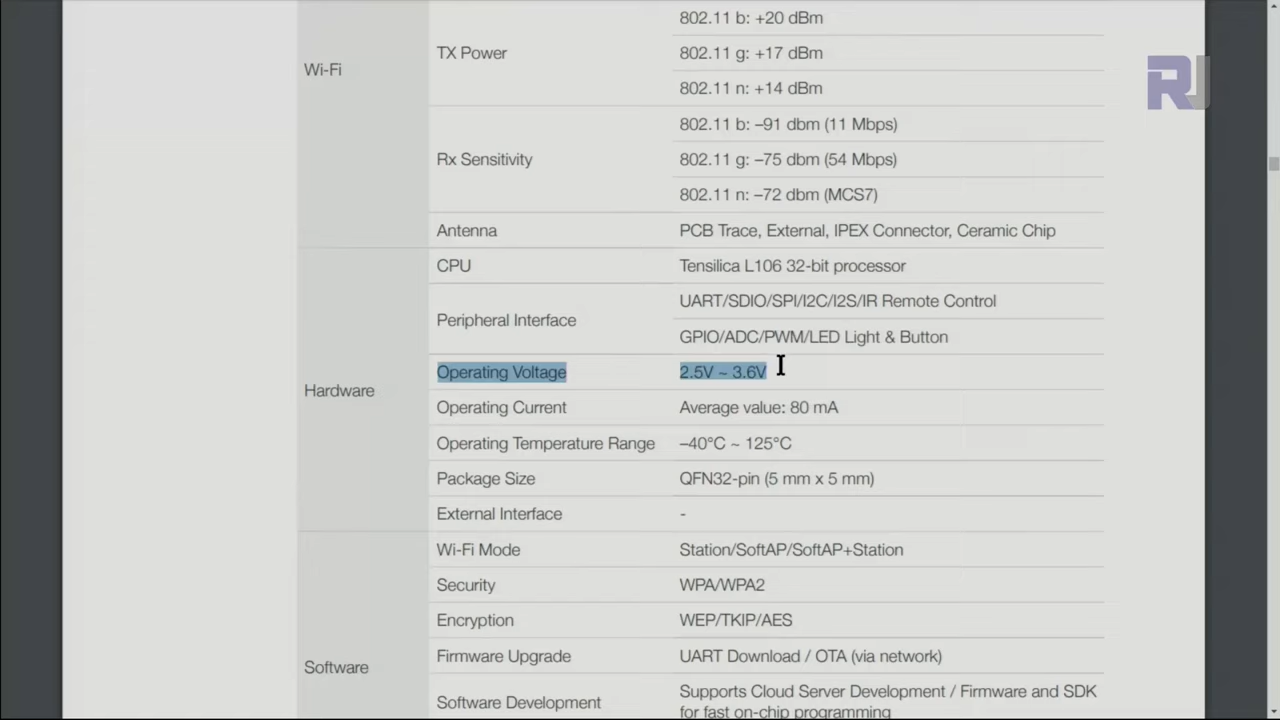 802.11 b: +20 dBm
TX Power
802.11 g: +17 dBm
Wi-Fi
802.11 n: +14 dBm
802.11 b: –91 dbm (11 Mbps)
Rx Sensitivity
802.11 g: –75 dbm (54 Mbps)
802.11 n: –72 dbm (MCS7)
Antenna PCB Trace, External, IPEX Connector, Ceramic Chip
CPU Tensilica L106 32-bit processor
UART/SDIO/SPI/I2C/I2S/IR Remote Control
Peripheral Interface
GPIO/ADC/PWM/LED Light & Button
Operating Voltage 2.5V ~ 3.6V
Hardware
Operating Current Average value: 80 mA
Operating Temperature Range –40°C ~ 125°C
Package Size QFN32-pin (5 mm x 5 mm)
External Interface -
Wi-Fi Mode Station/SoftAP/SoftAP+Station
Security WPA/WPA2
Encryption WEP/TKIP/AES
Firmware Upgrade UART Download / OTA (via network)
Software
Software Development Supports Cloud Server Development / Firmware and SDK
for fast on-chip programming
RJ